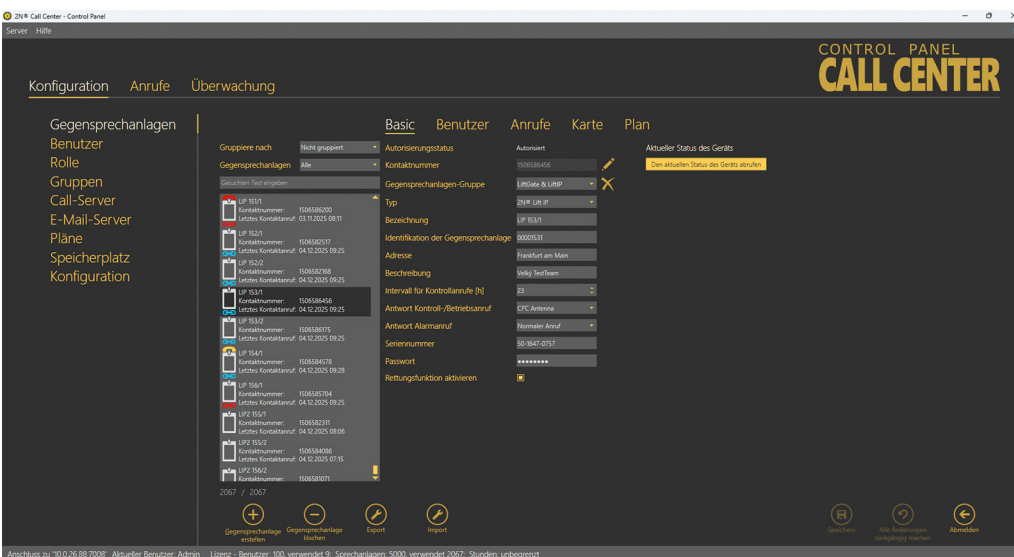 2N® Call Center - Control Panel
Server Hilfe
CONTROL PANEL
CALL CENTER
Konfiguration Anrufe Überwachung
Gegensprechanlagen
Benutzer
Rolle
Gruppen
Call-Server
E-Mail-Server
Pläne
Speicherplatz
Konfiguration
Gruppiere nach Nicht gruppiert
Gegensprechanlagen Alle
Gesuchten Text eingeben
LIP 151/1
Kontaktnummer: 1506586200
Letztes Kontaktanruf: 03.11.2025 08:11
LIP 152/1
Kontaktnummer: 1506582517
Letztes Kontaktanruf: 04.12.2025 09:25
LIP 152/2
Kontaktnummer: 1506582188
Letztes Kontaktanruf: 04.12.2025 09:25
LIP 153/1
Kontaktnummer: 1506586456
Letztes Kontaktanruf: 04.12.2025 09:25
LIP 153/2
Kontaktnummer: 1506586175
Letztes Kontaktanruf: 04.12.2025 09:25
LIP 154/1
Kontaktnummer: 1506584578
Letztes Kontaktanruf: 04.12.2025 09:28
LIP 156/1
Kontaktnummer: 1506585704
Letztes Kontaktanruf: 04.12.2025 09:25
LIP2 155/1
Kontaktnummer: 1506582311
Letztes Kontaktanruf: 04.12.2025 08:06
LIP2 155/2
Kontaktnummer: 1506584086
Letztes Kontaktanruf: 04.12.2025 07:15
LIP2 156/2
Kontaktnummer: 1506581071
2067 / 2067
Basic Benutzer Anrufe Karte Plan
Autorisierungsstatus Autorisiert
Kontaktnummer 1506586456
Gegensprechanlagen-Gruppe LiftGate & LiftIP
Typ 2N® Lift IP
Bezeichnung LIP 153/1
Identifikation der Gegensprechanlage 00001531
Adresse Frankfurt am Main
Beschreibung Velký TestTeam
Intervall für Kontrollanrufe [h] 23
Antwort Kontroll-/Betriebsanruf CPC Antenne
Antwort Alarmanruf Normaler Anruf
Seriennummer 50-1647-0757
Passwort ••••••••
Rettungsfunktion aktivieren
Aktueller Status des Geräts
Den aktuellen Status des Geräts abrufen
Gegensprechanlage erstellen
Gegensprechanlage löschen
Export
Import
Speichern
Alle Änderungen rückgängig machen
Abmelden
Anschluss zu "10.0.26.88:7008" Aktueller Benutzer: Admin Lizenz - Benutzer: 100, verwendet 9; Sprechanlagen: 5000, verwendet 2067; Stunden: unbegrenzt